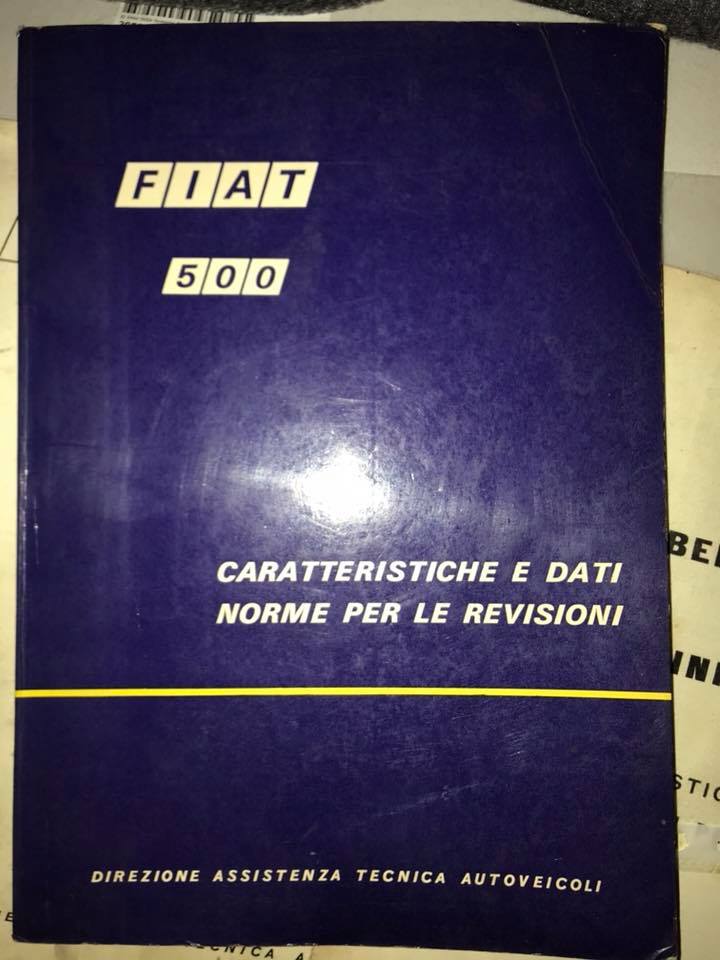 FIAT
500
CARATTERISTICHE E DATI
NORME PER LE REVISIONI
DIREZIONE ASSISTENZA TECNICA AUTOVEICOLI